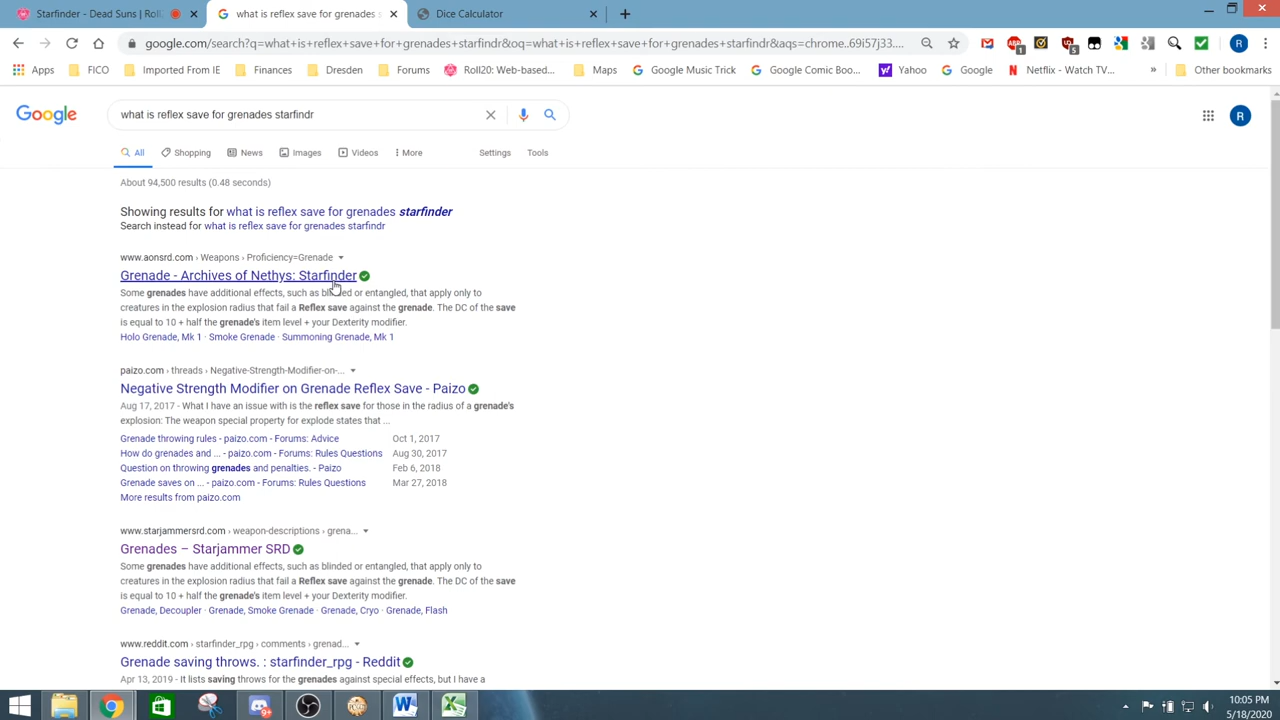 Starfinder - Dead Suns | Roll
what is reflex save for grenades s
Dice Calculator
google.com/search?q=what+is+reflex+save+for+grenades+starfindr&oq=what+is+reflex+save+for+grenades+starfindr&aqs=chrome..69i57j33....
Apps
FICO
Imported From IE
Finances
Dresden
Forums
Roll20: Web-based...
Maps
Google Music Trick
Google Comic Boo...
Yahoo
Google
Netflix - Watch TV...
»
Other bookmarks
Google
what is reflex save for grenades starfindr
R
All
Shopping
News
Images
Videos
More
Settings
Tools
About 94,500 results (0.48 seconds)
Showing results for what is reflex save for grenades starfinder
Search instead for what is reflex save for grenades starfindr
www.aonsrd.com › Weapons › Proficiency=Grenade
Grenade - Archives of Nethys: Starfinder
Some grenades have additional effects, such as blinded or entangled, that apply only to
creatures in the explosion radius that fail a Reflex save against the grenade. The DC of the save
is equal to 10 + half the grenade's item level + your Dexterity modifier.
Holo Grenade, Mk 1 · Smoke Grenade · Summoning Grenade, Mk 1
paizo.com › threads › Negative-Strength-Modifier-on-...
Negative Strength Modifier on Grenade Reflex Save - Paizo
Aug 17, 2017 - What I have an issue with is the reflex save for those in the radius of a grenade's
explosion: The weapon special property for explode states that ...
Grenade throwing rules - paizo.com - Forums: Advice Oct 1, 2017
How do grenades and ... - paizo.com - Forums: Rules Questions Aug 30, 2017
Question on throwing grenades and penalties. - Paizo Feb 6, 2018
Grenade saves on ... - paizo.com - Forums: Rules Questions Mar 27, 2018
More results from paizo.com
www.starjammersrd.com › weapon-descriptions › grena...
Grenades – Starjammer SRD
Some grenades have additional effects, such as blinded or entangled, that apply only to
creatures in the explosion radius that fail a Reflex save against the grenade. The DC of the save
is equal to 10 + half the grenade's item level + your Dexterity modifier.
Grenade, Decoupler · Grenade, Smoke Grenade · Grenade, Cryo · Grenade, Flash
www.reddit.com › starfinder_rpg › comments › grenad...
Grenade saving throws. : starfinder_rpg - Reddit
Apr 13, 2019 - It lists saving throws for the grenades against special effects, but I have a
10:05 PM
5/18/2020